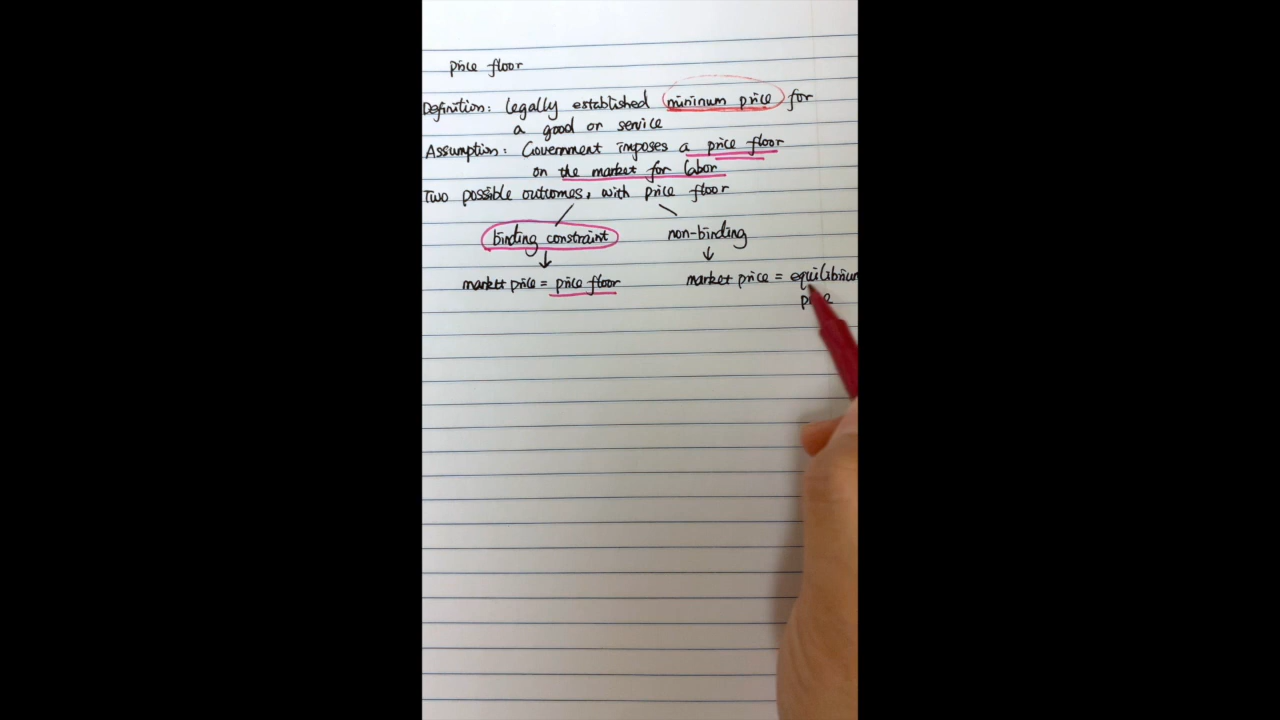 Price floor
Definition: legally established minimum price for
a good or service
Assumption: Government imposes a price floor
on the market for labor
Two possible outcomes, with price floor
binding constraint non-binding
↓ ↓
market price = price floor market price = equilibrium
price